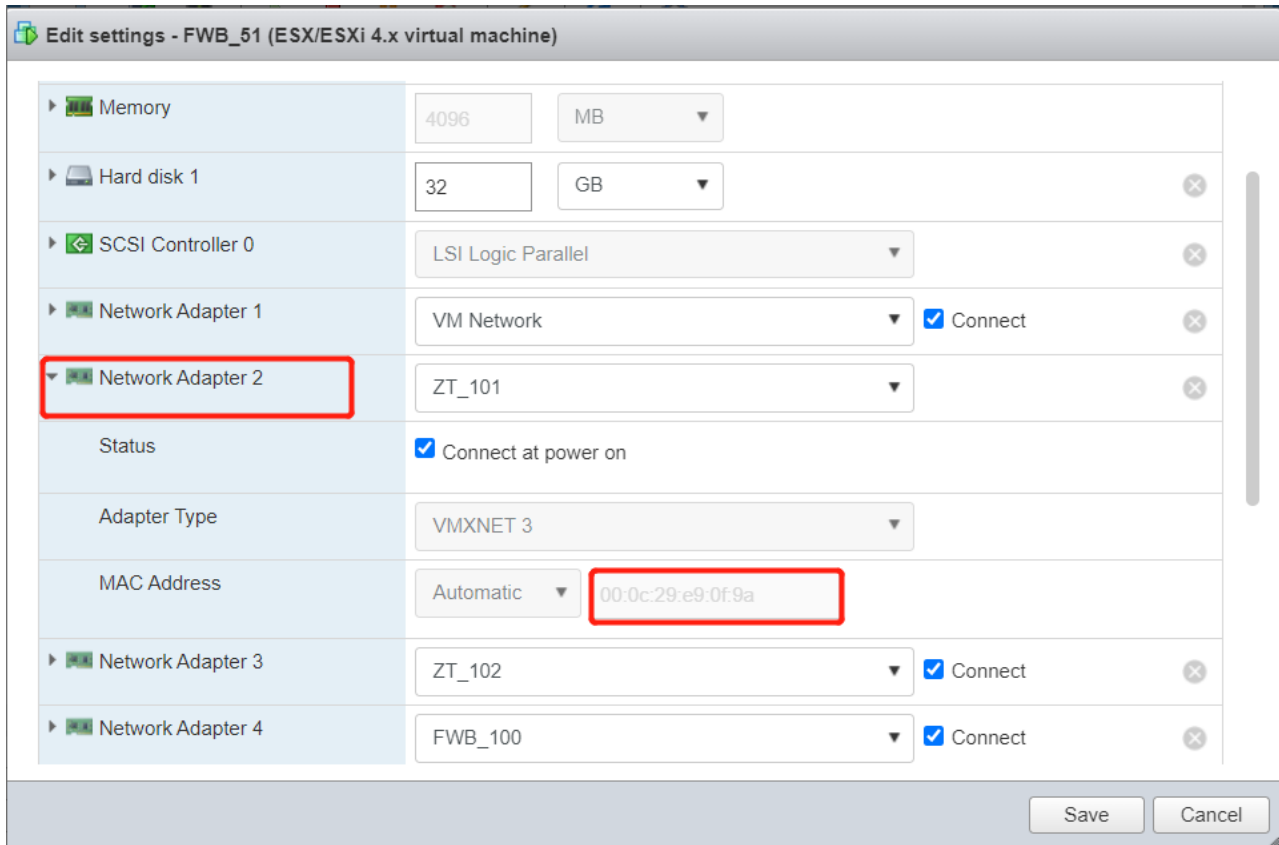 Edit settings - FWB_51 (ESX/ESXi 4.x virtual machine)
Memory 4096 MB
Hard disk 1 32 GB
SCSI Controller 0 LSI Logic Parallel
Network Adapter 1 VM Network Connect
Network Adapter 2 ZT_101
Status Connect at power on
Adapter Type VMXNET 3
MAC Address Automatic 00:0c:29:e9:0f:9a
Network Adapter 3 ZT_102 Connect
Network Adapter 4 FWB_100 Connect
Save Cancel